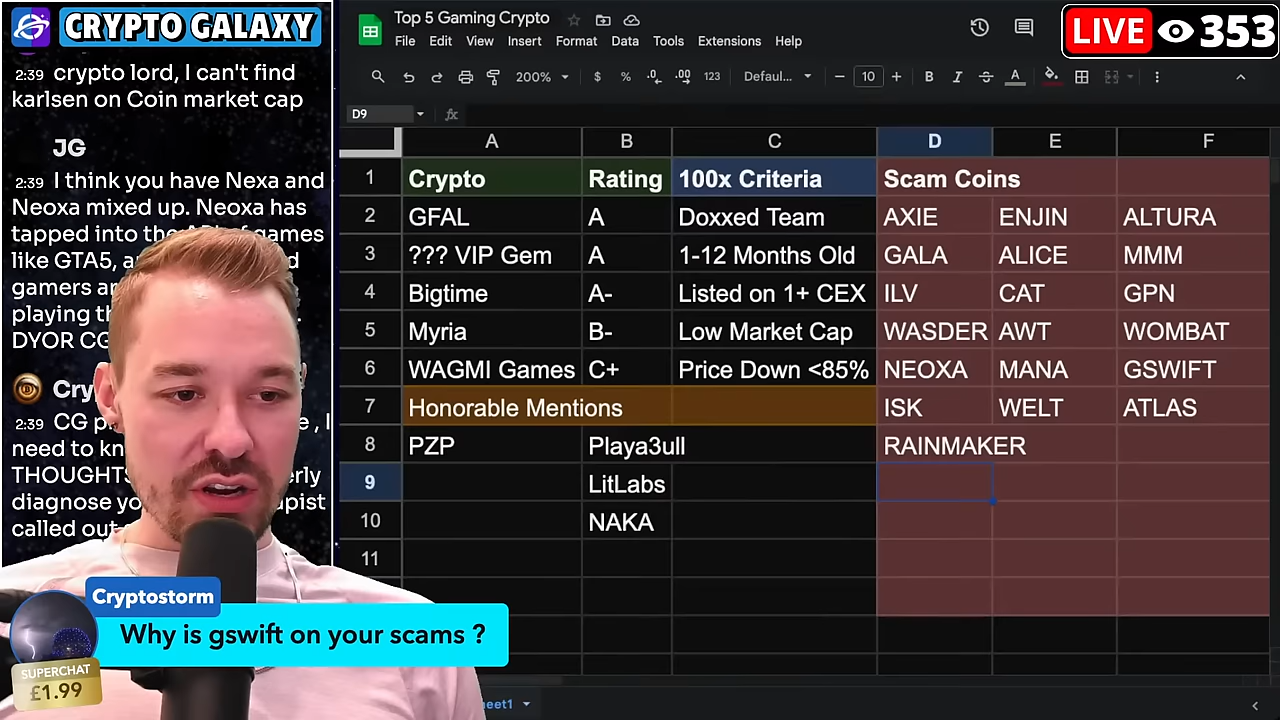 CRYPTO GALAXY
2:39 crypto lord, I can't find
karlsen on Coin market cap
JG
2:39 I think you have Nexa and
Neoxa mixed up. Neoxa has
tapped into the of games
like GTA5,
gamers
playing
DYOR
2:39 CG
need to
THOUGHTS
diagnose
called out
Cryptostorm
Why is gswift on your scams ?
SUPERCHAT
£1.99
Top 5 Gaming Crypto
File Edit View Insert Format Data Tools Extensions Help
LIVE 353
200% $ % .0 .00 123 Defaul... 10 B I S A
D9 fx
A B C D E F
1 Crypto Rating 100x Criteria Scam Coins
2 GFAL A Doxxed Team AXIE ENJIN ALTURA
3 ??? VIP Gem A 1-12 Months Old GALA ALICE MMM
4 Bigtime A- Listed on 1+ CEX ILV CAT GPN
5 Myria B- Low Market Cap WASDER AWT WOMBAT
6 WAGMI Games C+ Price Down <85% NEOXA MANA GSWIFT
7 Honorable Mentions ISK WELT ATLAS
8 PZP Playa3ull RAINMAKER
9 LitLabs
10 NAKA
11